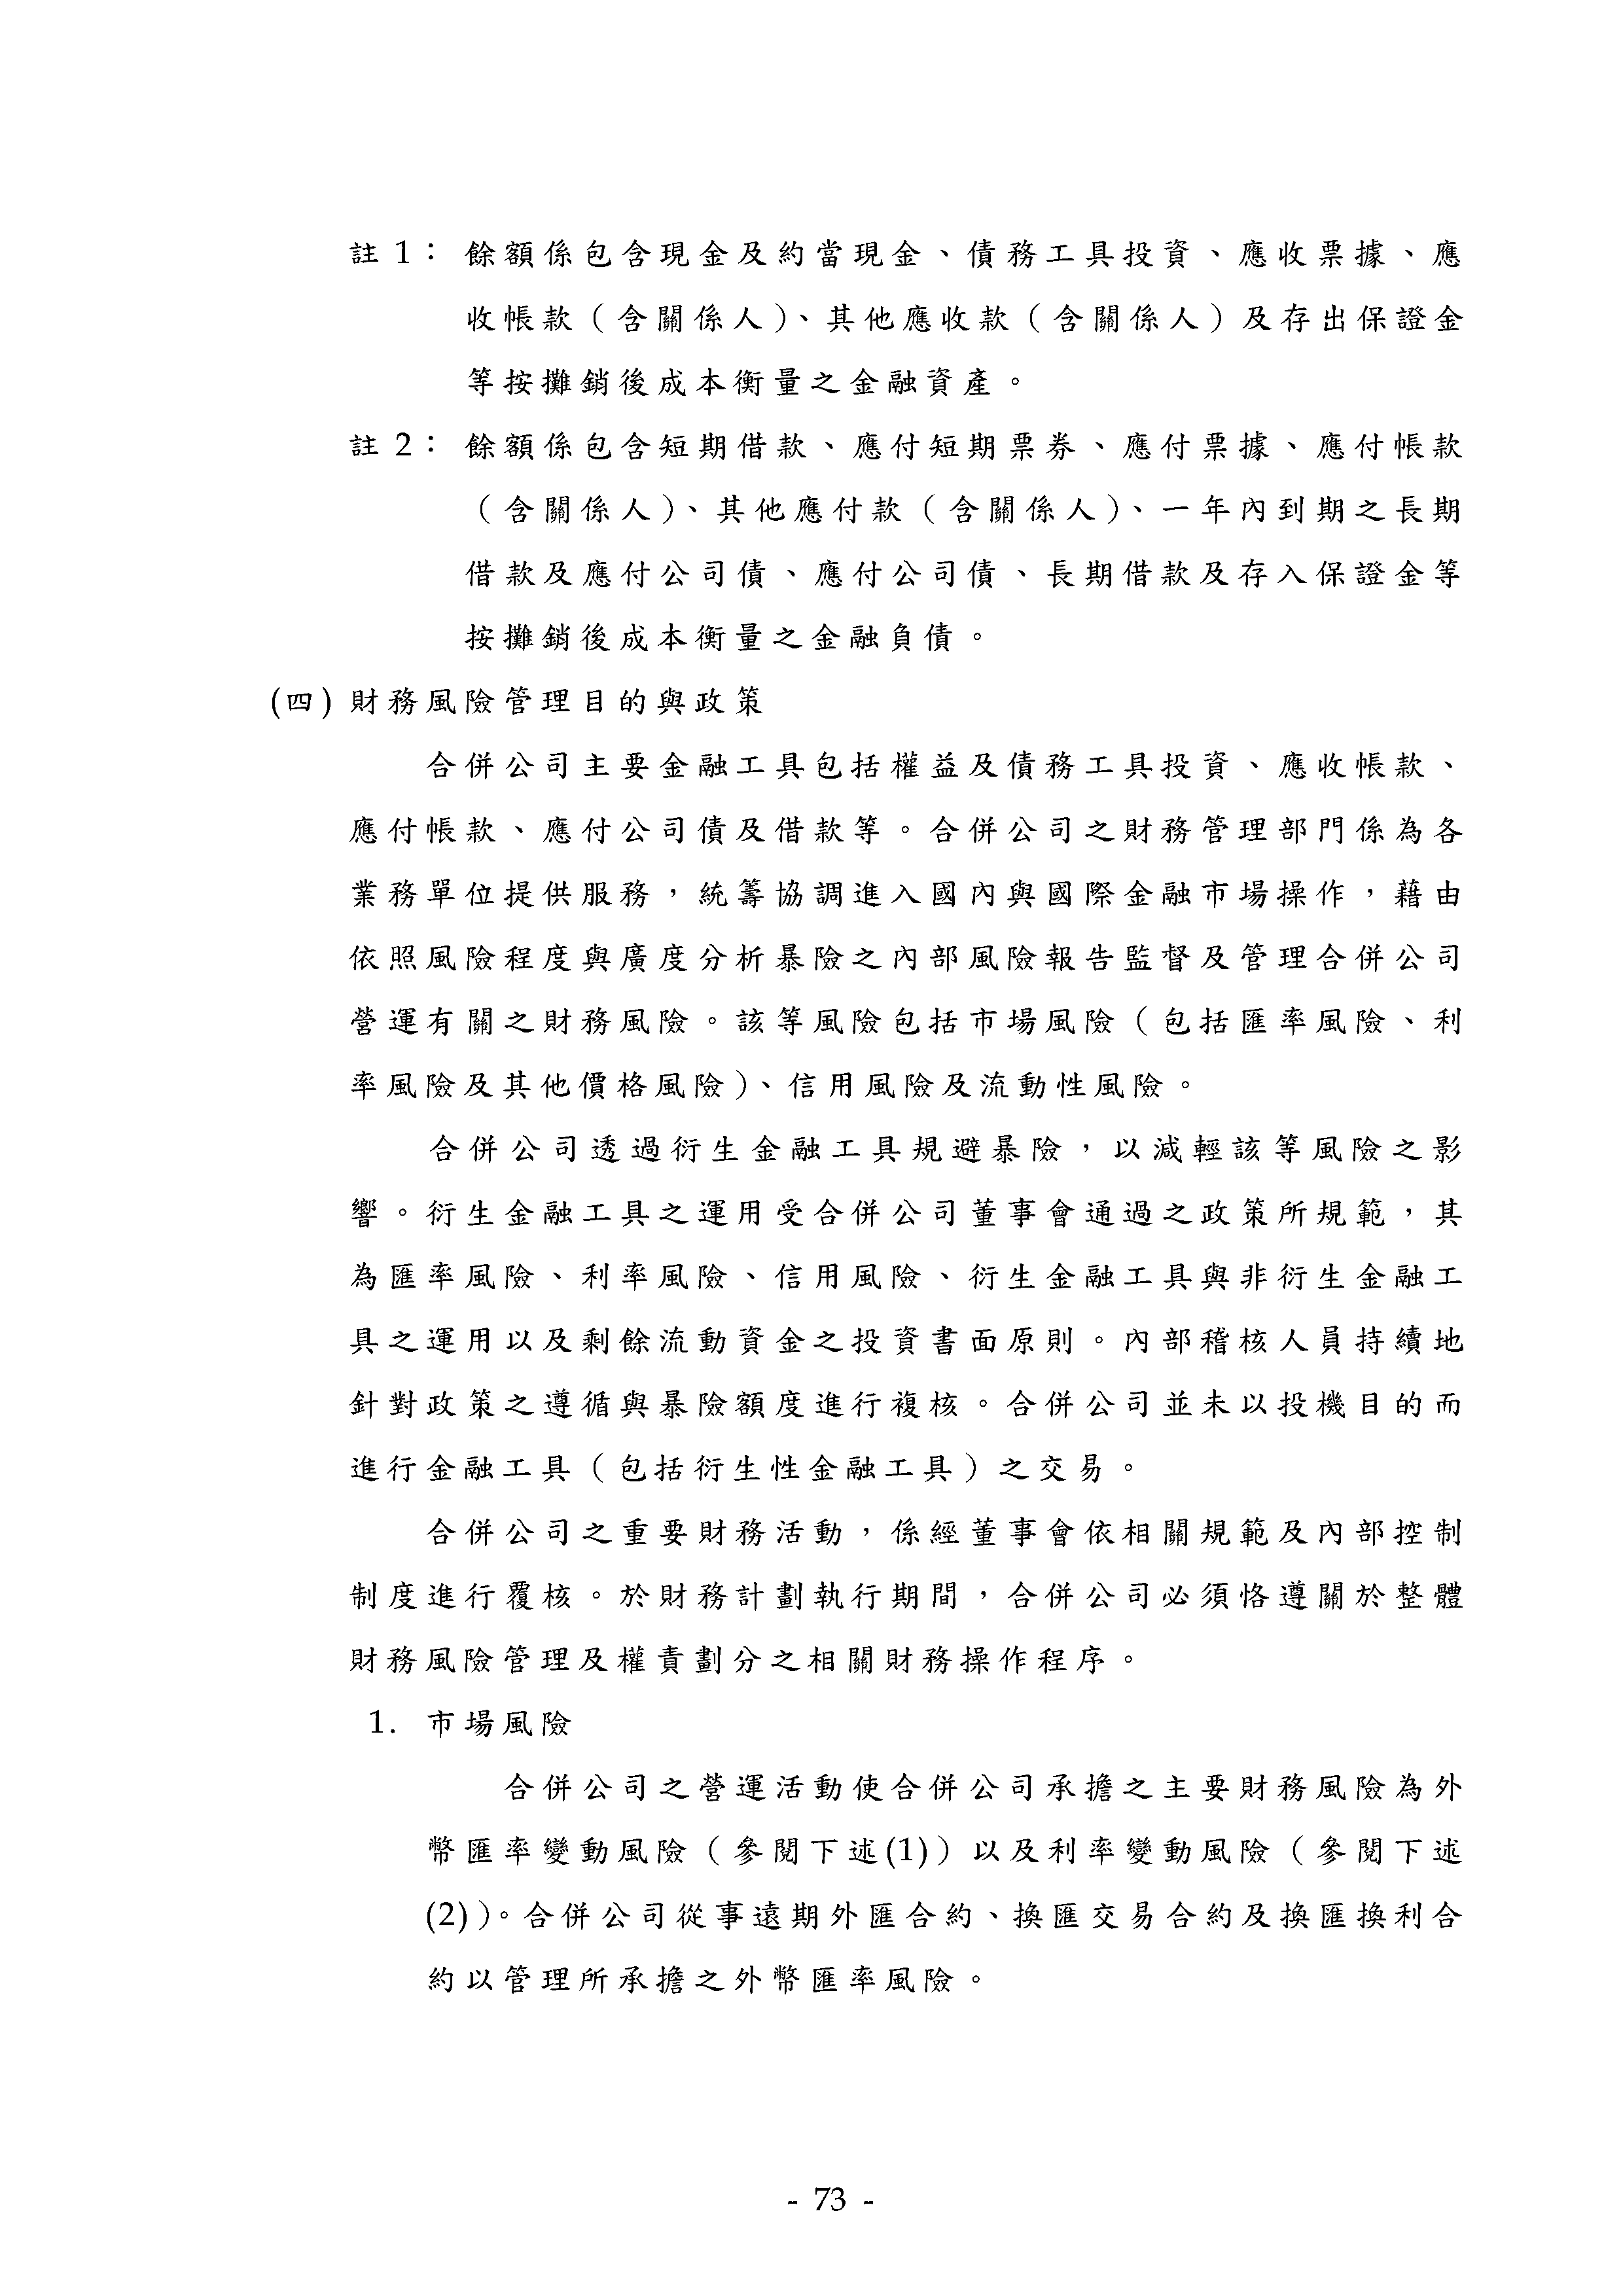 註 1：餘額係包含現金及約當現金、債務工具投資、應收票據、應
收帳款（含關係人）、其他應收款（含關係人）及存出保證金
等按攤銷後成本衡量之金融資產。
註 2：餘額係包含短期借款、應付短期票券、應付票據、應付帳款
（含關係人）、其他應付款（含關係人）、一年內到期之長期
借款及應付公司債、應付公司債、長期借款及存入保證金等
按攤銷後成本衡量之金融負債。
(四) 財務風險管理目的與政策
合併公司主要金融工具包括權益及債務工具投資、應收帳款、
應付帳款、應付公司債及借款等。合併公司之財務管理部門係為各
業務單位提供服務，統籌協調進入國內與國際金融市場操作，藉由
依照風險程度與廣度分析暴險之內部風險報告監督及管理合併公司
營運有關之財務風險。該等風險包括市場風險（包括匯率風險、利
率風險及其他價格風險）、信用風險及流動性風險。
合併公司透過衍生金融工具規避暴險，以減輕該等風險之影
響。衍生金融工具之運用受合併公司董事會通過之政策所規範，其
為匯率風險、利率風險、信用風險、衍生金融工具與非衍生金融工
具之運用以及剩餘流動資金之投資書面原則。內部稽核人員持續地
針對政策之遵循與暴險額度進行複核。合併公司並未以投機目的而
進行金融工具（包括衍生性金融工具）之交易。
合併公司之重要財務活動，係經董事會依相關規範及內部控制
制度進行覆核。於財務計劃執行期間，合併公司必須恪遵關於整體
財務風險管理及權責劃分之相關財務操作程序。
1. 市場風險
合併公司之營運活動使合併公司承擔之主要財務風險為外
幣匯率變動風險（參閱下述(1)）以及利率變動風險（參閱下述
(2)）。合併公司從事遠期外匯合約、換匯交易合約及換匯換利合
約以管理所承擔之外幣匯率風險。
- 73 -